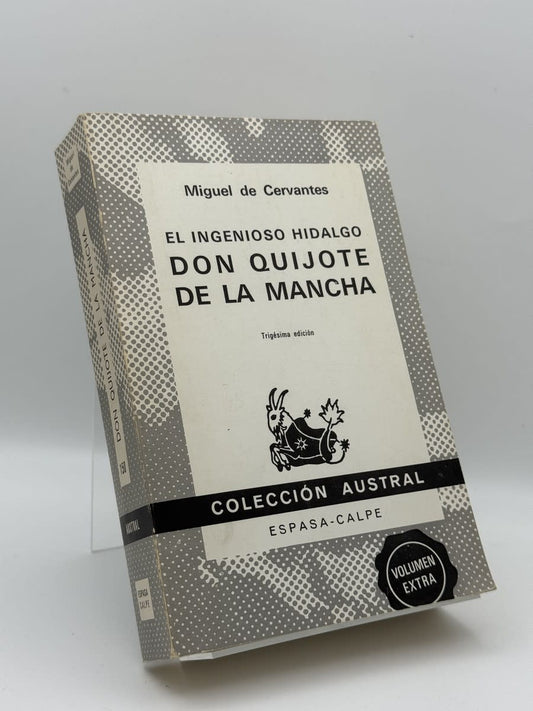 Miguel de Cervantes
EL INGENIOSO HIDALGO
DON QUIJOTE
DE LA MANCHA
Trigésima edición
COLECCIÓN AUSTRAL
ESPASA-CALPE
VOLUMEN
EXTRA
DON QUIJOTE DE LA MANCHA
150
AUSTRAL
ESPASA
CALPE